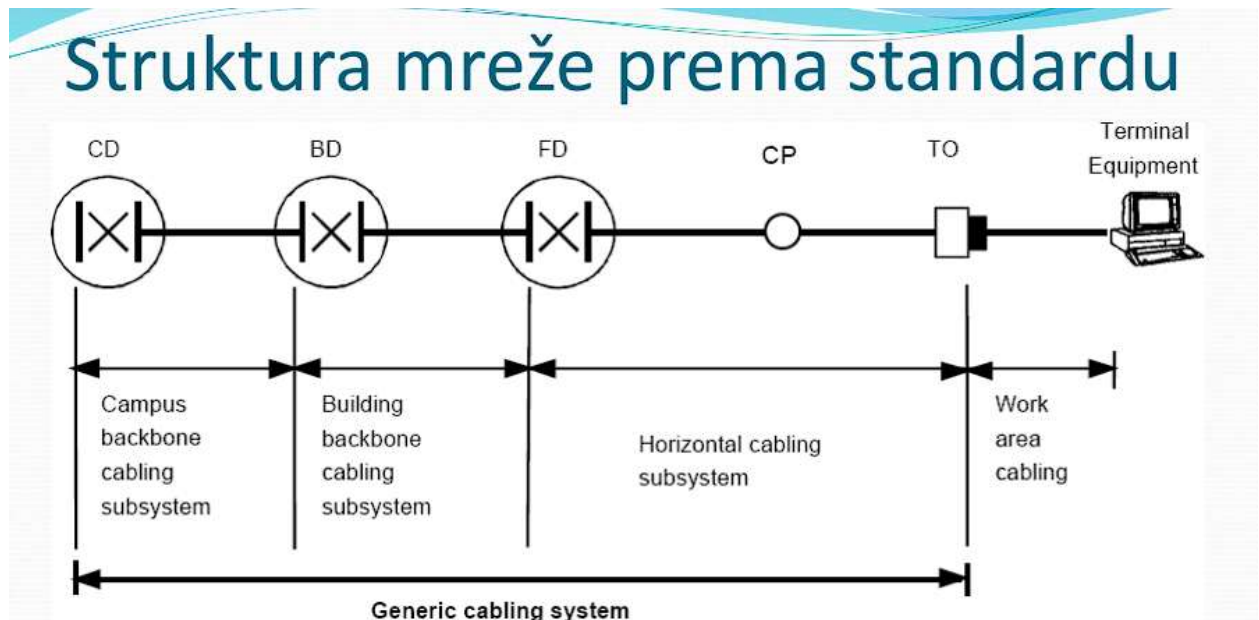 Struktura mreže prema standardu
CD
BD
FD
CP
TO
Terminal
Equipment
Campus
backbone
cabling
subsystem
Building
backbone
cabling
subsystem
Horizontal cabling
subsystem
Work
area
cabling
Generic cabling system